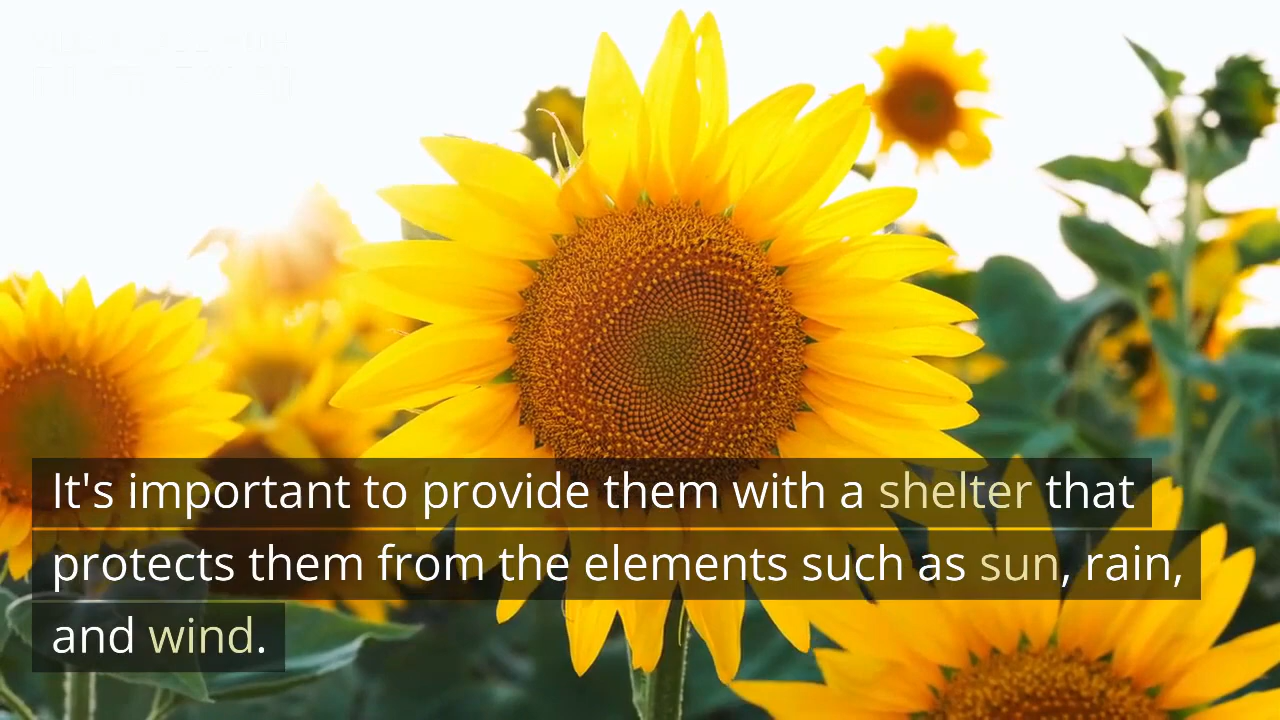 It's important to provide them with a shelter that
protects them from the elements such as sun, rain,
and wind.